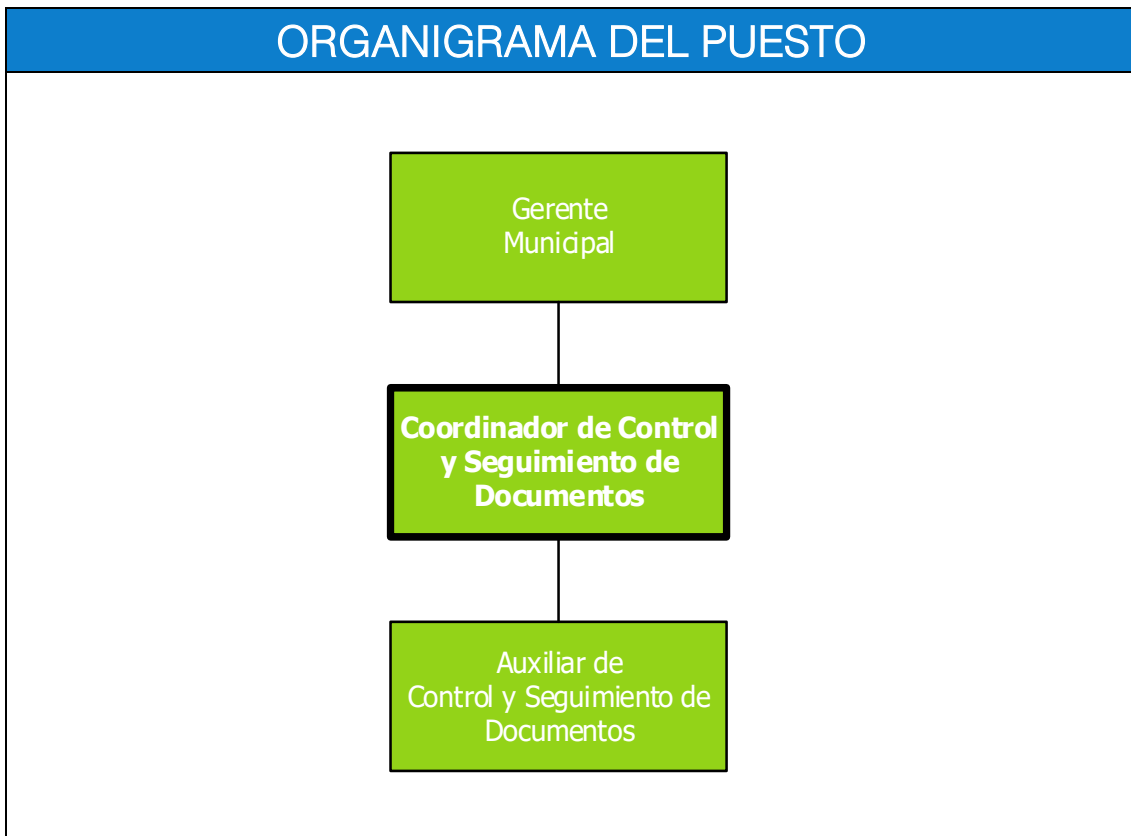 ORGANIGRAMA DEL PUESTO
Gerente
Municipal
Coordinador de Control
y Seguimiento de
Documentos
Auxiliar de
Control y Seguimiento de
Documentos